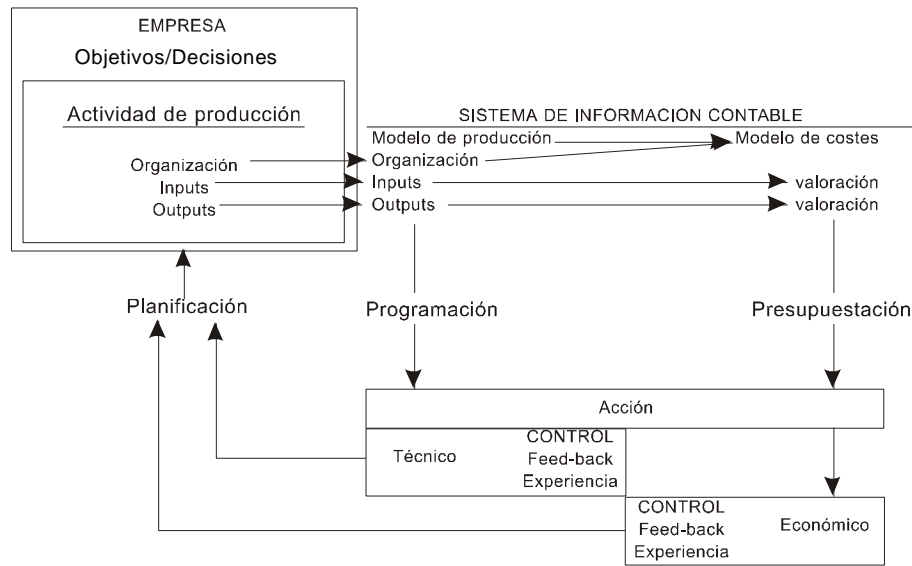 EMPRESA
Objetivos/Decisiones
Actividad de producción
Organización
Inputs
Outputs
SISTEMA DE INFORMACION CONTABLE
Modelo de producción
Modelo de costes
Organización
Inputs
valoración
Outputs
valoración
Planificación
Programación
Presupuestación
Acción
Técnico
CONTROL
Feed-back
Experiencia
CONTROL
Feed-back
Experiencia
Económico